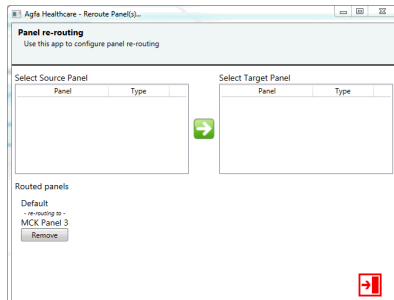 Agfa Healthcare - Reroute Panel(s)...
Panel re-routing
Use this app to configure panel re-routing
Select Source Panel
Select Target Panel
Panel Type
Panel Type
Routed panels
Default
- re-routing to -
MCK Panel 3
Remove